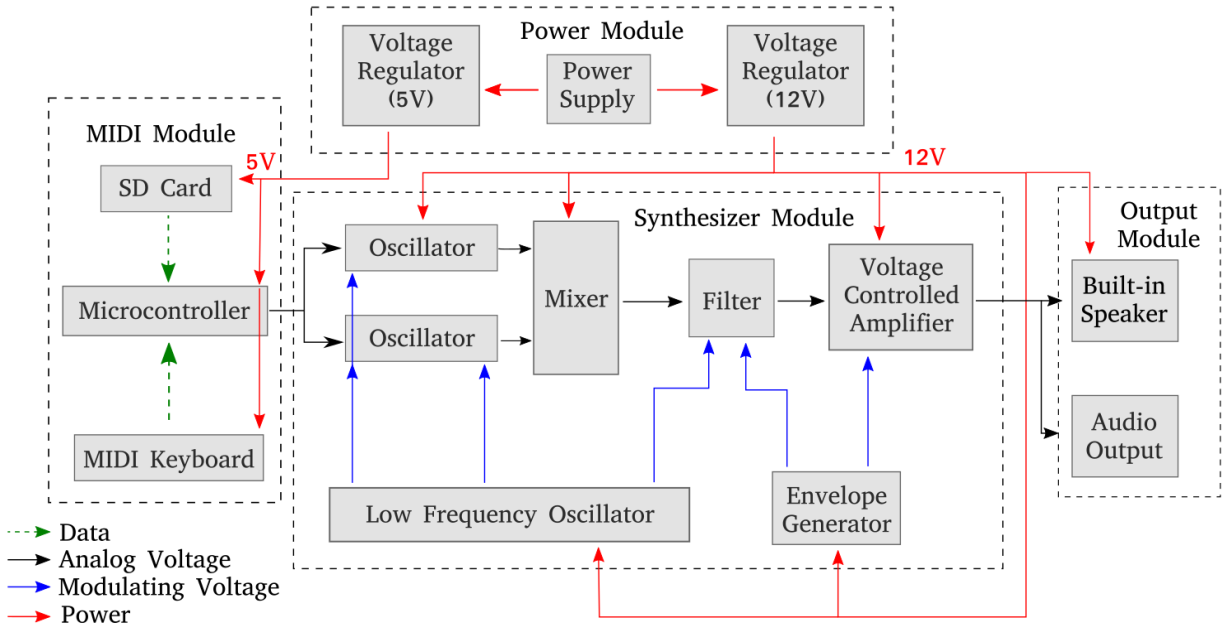 Power Module
Voltage
Regulator
(5V)
Power
Supply
Voltage
Regulator
(12V)
MIDI Module
5V
12V
SD Card
Microcontroller
MIDI Keyboard
Synthesizer Module
Oscillator
Oscillator
Mixer
Filter
Voltage
Controlled
Amplifier
Low Frequency Oscillator
Envelope
Generator
Output
Module
Built-in
Speaker
Audio
Output
Data
Analog Voltage
Modulating Voltage
Power